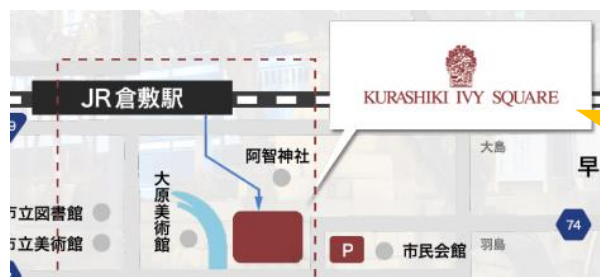 JR倉敷駅
KURASHIKI IVY SQUARE
9
阿智神社
大島
早
大原美術館
市立図書館
市立美術館
74
P
市民会館
羽島